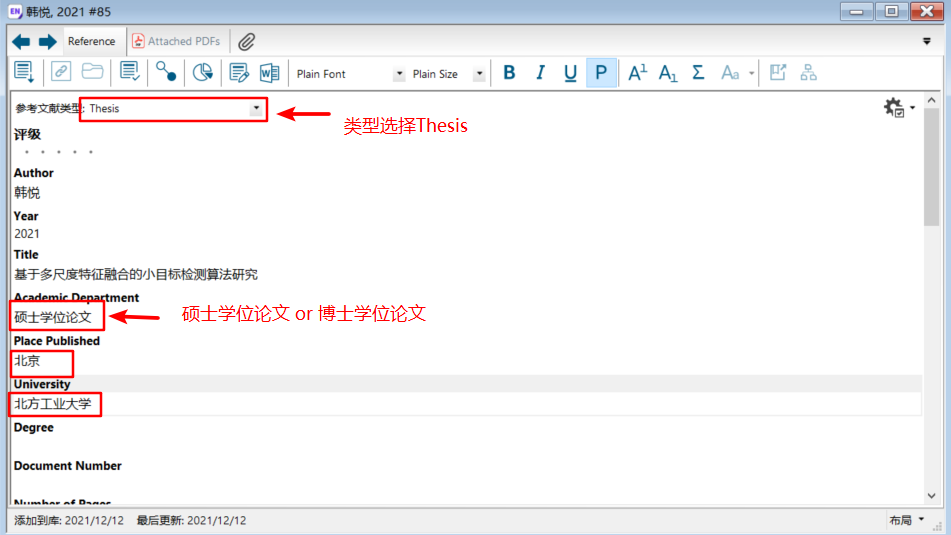 韩悦, 2021 #85
Reference
Attached PDFs
Plain Font
Plain Size
B I U P A1 A1 Σ Aa
参考文献类型: Thesis
类型选择Thesis
评级
Author
韩悦
Year
2021
Title
基于多尺度特征融合的小目标检测算法研究
Academic Department
硕士学位论文
硕士学位论文 or 博士学位论文
Place Published
北京
University
北方工业大学
Degree
Document Number
Number of Pages
添加到库: 2021/12/12 最后更新: 2021/12/12
布局